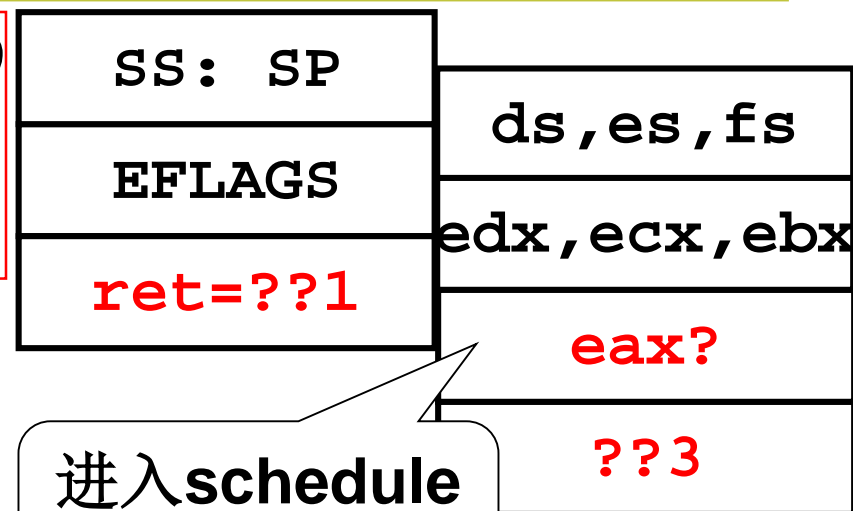 SS: SP
EFLAGS
ret=??1
ds,es,fs
edx,ecx,ebx
eax?
??3
进入schedule